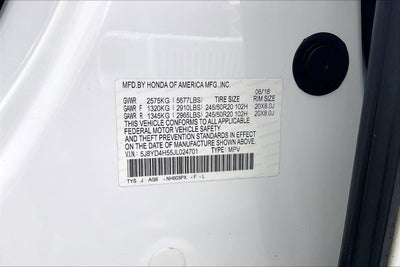 MFD.BY HONDA OF AMERICA MFG.,INC. 06/18
GVWR 2575KG (5677LBS) TIRE SIZE RIM SIZE
GAWR F 1320KG (2910LBS) 245/50R20 102H 20X8.0J
GAWR R 1345KG (2965LBS) 245/50R20 102H 20X8.0J
THIS VEHICLE CONFORMS TO ALL APPLICABLE
FEDERAL MOTOR VEHICLE SAFETY
AND THEFT PREVENTION STANDARDS IN EFFECT ON THE
DATE OF MANUFACTURE SHOWN ABOVE.
V.I.N.: 5J8YD4H55JL024701 TYPE: MPV
TYS J AG6 - NH603PX - F - L